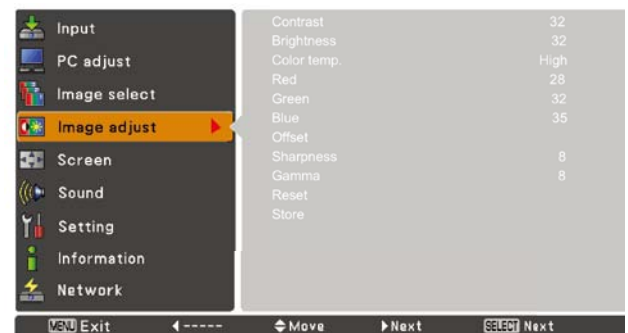 Input
PC adjust
Image select
Image adjust
Screen
Sound
Setting
Information
Network
Contrast 32
Brightness 32
Color temp. High
Red 28
Green 32
Blue 35
Offset
Sharpness 8
Gamma 8
Reset
Store
MENU Exit ◀----- Move ▶Next SELECT Next